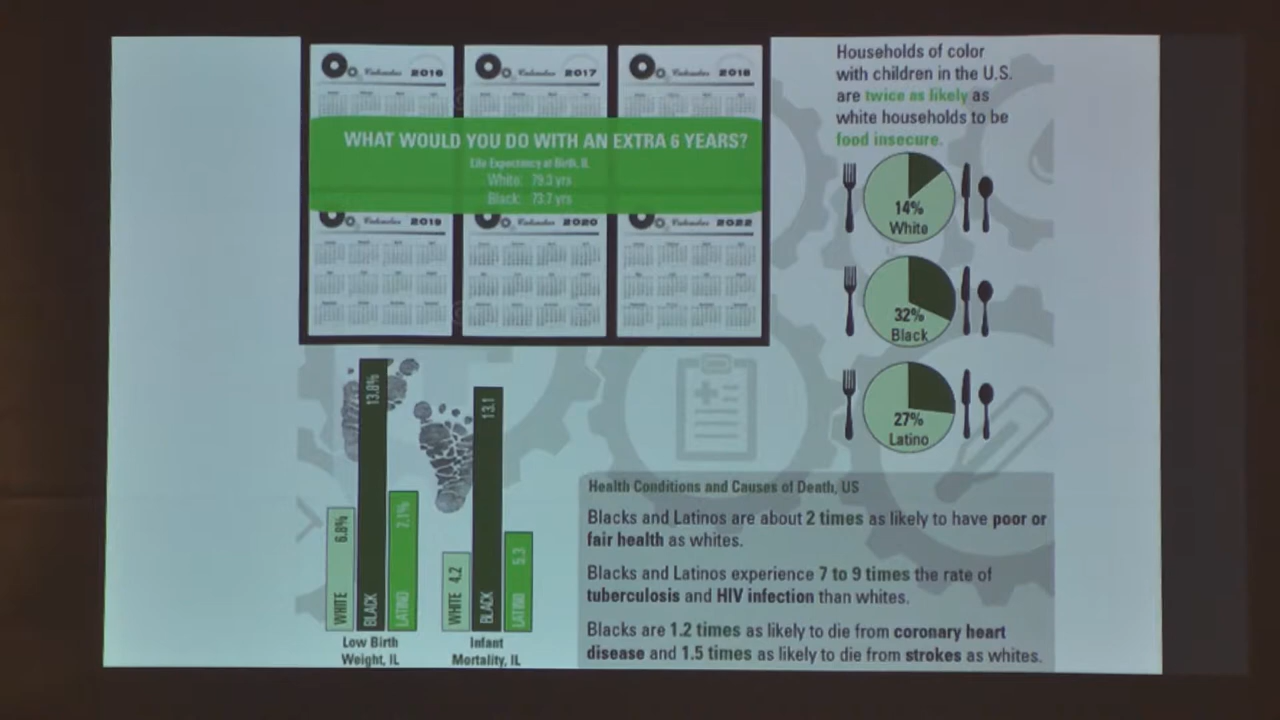 Calendar 2016
Calendar 2017
Calendar 2018
WHAT WOULD YOU DO WITH AN EXTRA 6 YEARS?
Life Expectancy at Birth, IL
White: 79.3 yrs
Black: 73.7 yrs
Calendar 2019
Calendar 2020
Calendar 2022
Households of color
with children in the U.S.
are twice as likely as
white households to be
food insecure.
14%
White
32%
Black
27%
Latino
WHITE 6.8%
BLACK 13.8%
LATINO 7.1%
Low Birth
Weight, IL
WHITE 4.2
BLACK 13.1
LATINO 5.3
Infant
Mortality, IL
Health Conditions and Causes of Death, US
Blacks and Latinos are about 2 times as likely to have poor or
fair health as whites.
Blacks and Latinos experience 7 to 9 times the rate of
tuberculosis and HIV infection than whites.
Blacks are 1.2 times as likely to die from coronary heart
disease and 1.5 times as likely to die from strokes as whites.